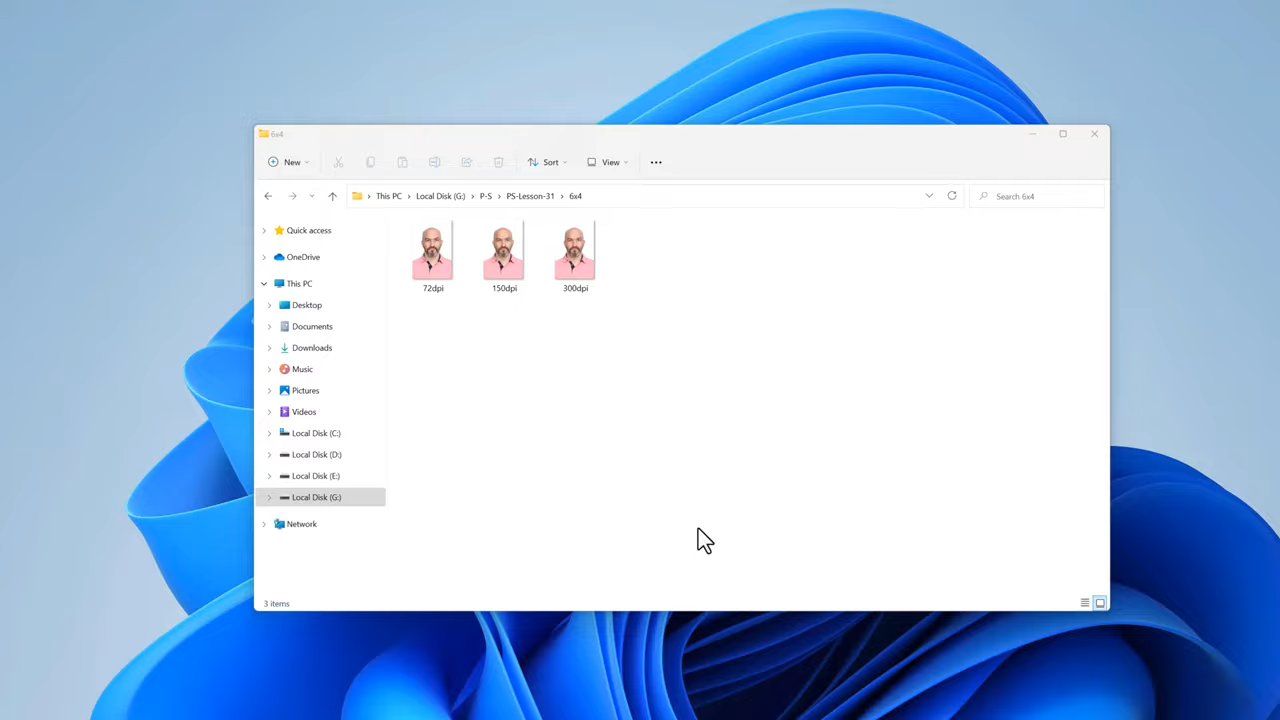 6x4
New
Sort
View
This PC > Local Disk (G:) > P-S > PS-Lesson-31 > 6x4
Search 6x4
Quick access
OneDrive
This PC
Desktop
Documents
Downloads
Music
Pictures
Videos
Local Disk (C:)
Local Disk (D:)
Local Disk (E:)
Local Disk (G:)
Network
72dpi 150dpi 300dpi
3 items